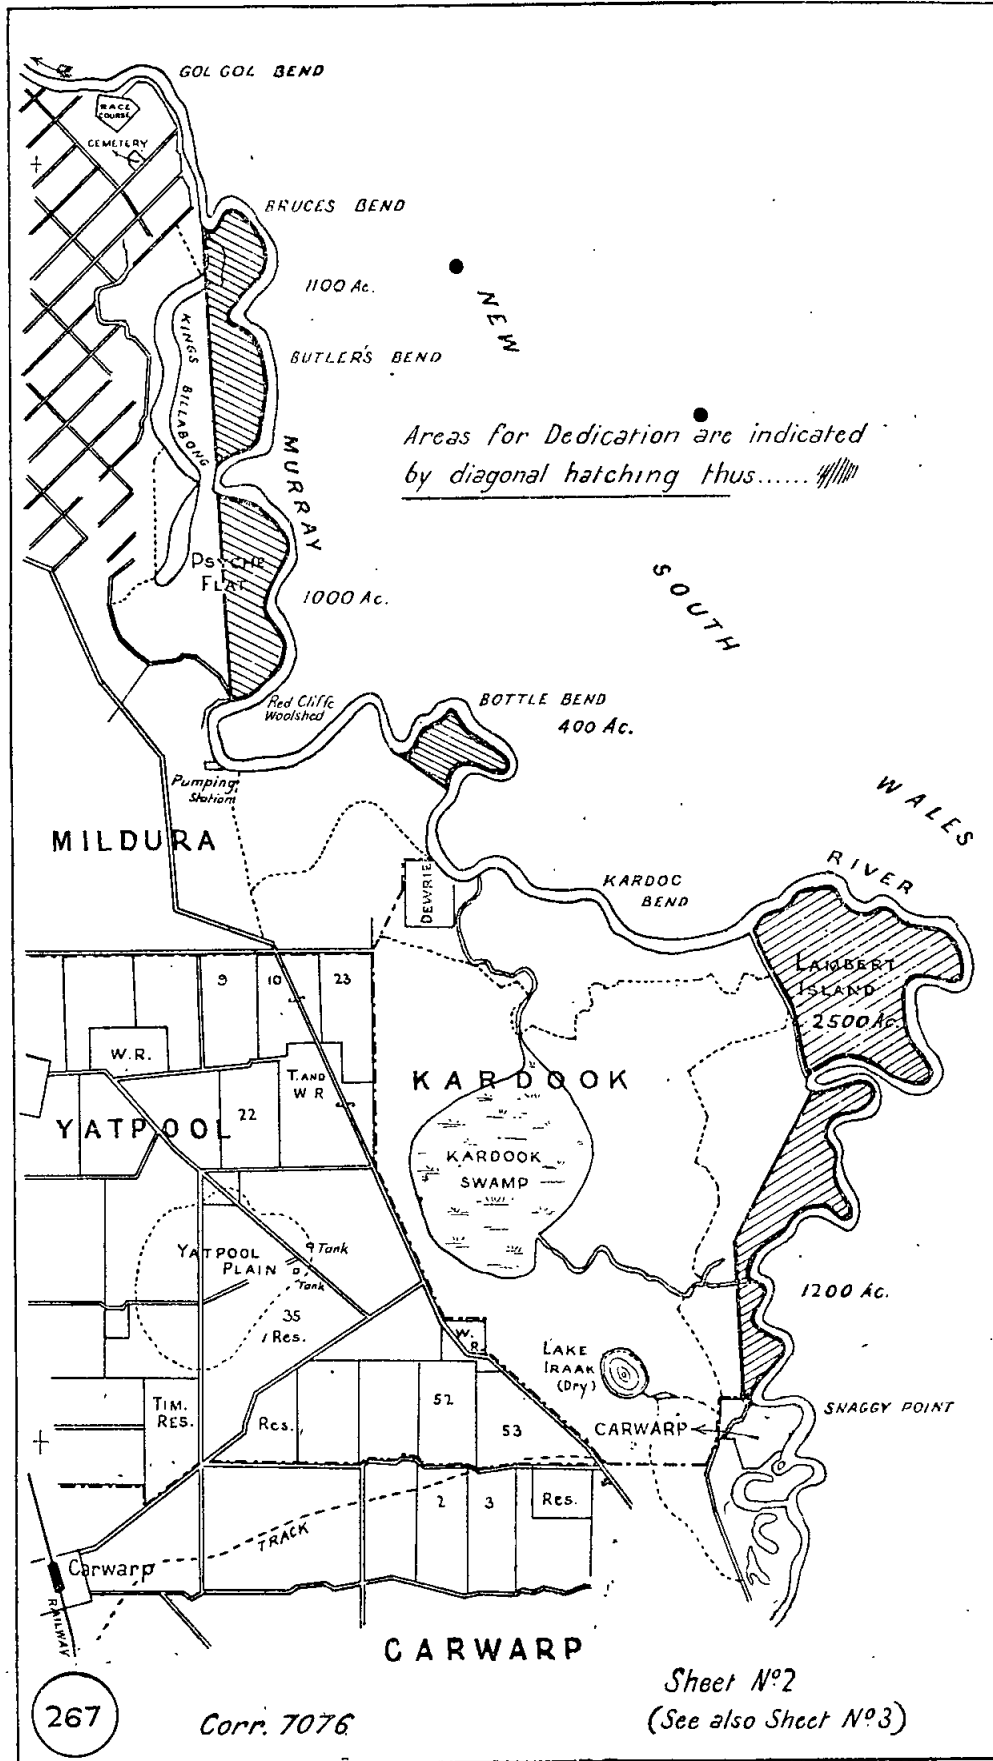 GOL GOL BEND
RACE
COURSE
CEMETERY
BRUCES BEND
1100 Ac.
NEW
KINGS BILLABONG
BUTLER'S BEND
MURRAY
Areas for Dedication are indicated
by diagonal hatching thus......
PSYCHE
FLAT
1000 Ac.
SOUTH
Red Cliffs
Woolshed
BOTTLE BEND
400 Ac.
Pumping
Station
WALES
MILDURA
RIVER
DEWRIE
KARDOC
BEND
LAMBERT
ISLAND
2500 Ac.
9
10
23
W.R.
T. AND
W R
KARDOOK
22
YATPOOL
KARDOOK
SWAMP
YATPOOL
PLAIN
Tank
Tank
1200 Ac.
35
Res.
W.
R.
LAKE
IRAAK
(Dry)
TIM.
RES.
Res.
52
53
SNAGGY POINT
CARWARP
2
3
Res.
TRACK
Carwarp
RAILWAY
CARWARP
267
Corr. 7076
Sheet Nº2
(See also Sheet Nº3)